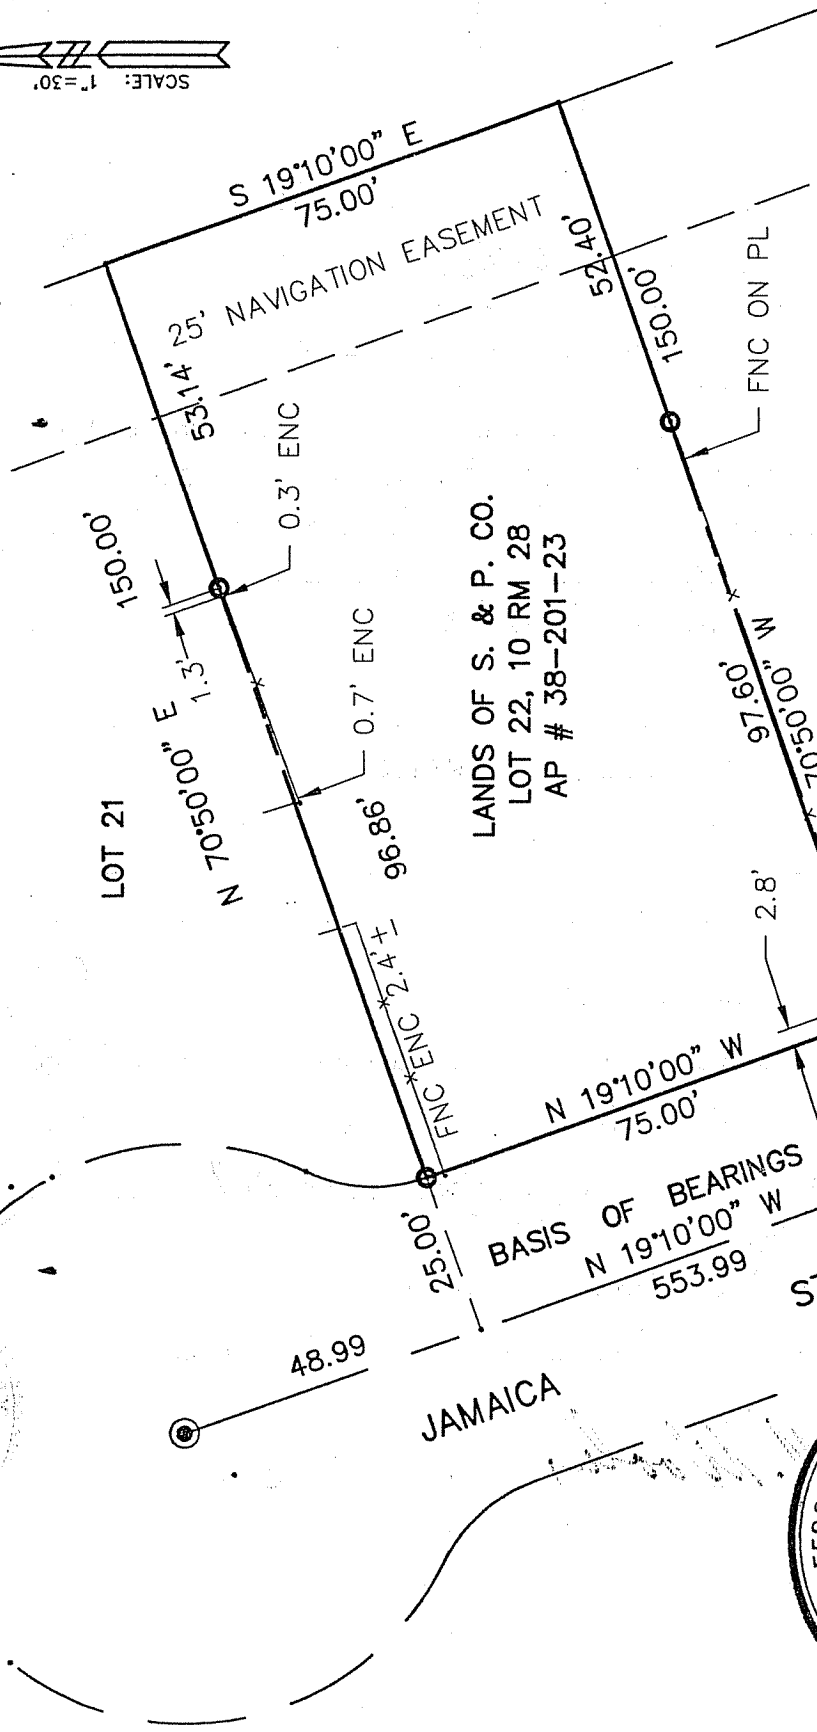 SCALE: 1"=30'
S 19°10'00" E
75.00'
25' NAVIGATION EASEMENT
53.14'
52.40'
150.00'
FNC ON PL
0.3' ENC
150.00'
1.3'
0.7' ENC
N 70°50'00" E
LOT 21
LANDS OF S. & P. CO.
LOT 22, 10 RM 28
AP # 38-201-23
97.60'
70°50'00" W
96.86'
FNC ENC 2.4'±
2.8'
N 19°10'00" W
75.00'
25.00'
BASIS OF BEARINGS
N 19°10'00" W
553.99
48.99
JAMAICA